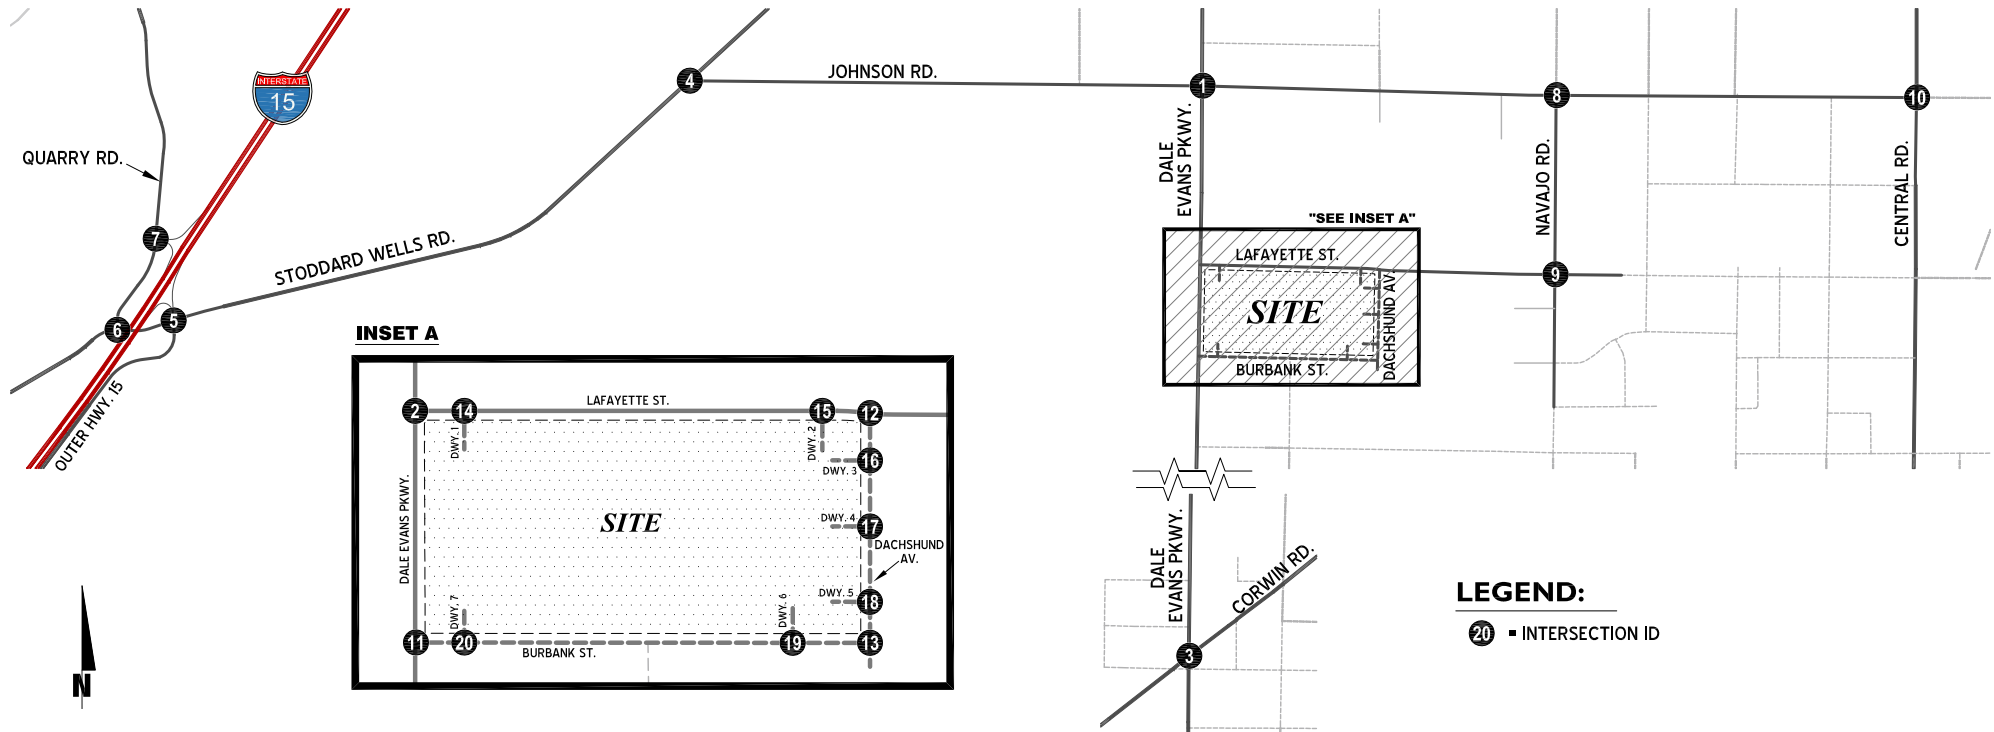 INTERSTATE
15
4
JOHNSON RD.
1
8
10
QUARRY RD.
DALE
EVANS PKWY.
NAVAJO RD.
CENTRAL RD.
7
"SEE INSET A"
STODDARD WELLS RD.
LAFAYETTE ST.
9
SITE
DACHSHUND AV.
BURBANK ST.
5
6
OUTER HWY. 15
INSET A
2
14
LAFAYETTE ST.
15
12
DWY. 1
DWY. 2
16
DWY. 3
DALE EVANS PKWY.
SITE
DWY. 4
17
DACHSHUND
AV.
DWY. 5
18
DWY. 7
DWY. 6
11
20
BURBANK ST.
19
13
DALE
EVANS PKWY.
CORWIN RD.
3
LEGEND:
20 = INTERSECTION ID
N